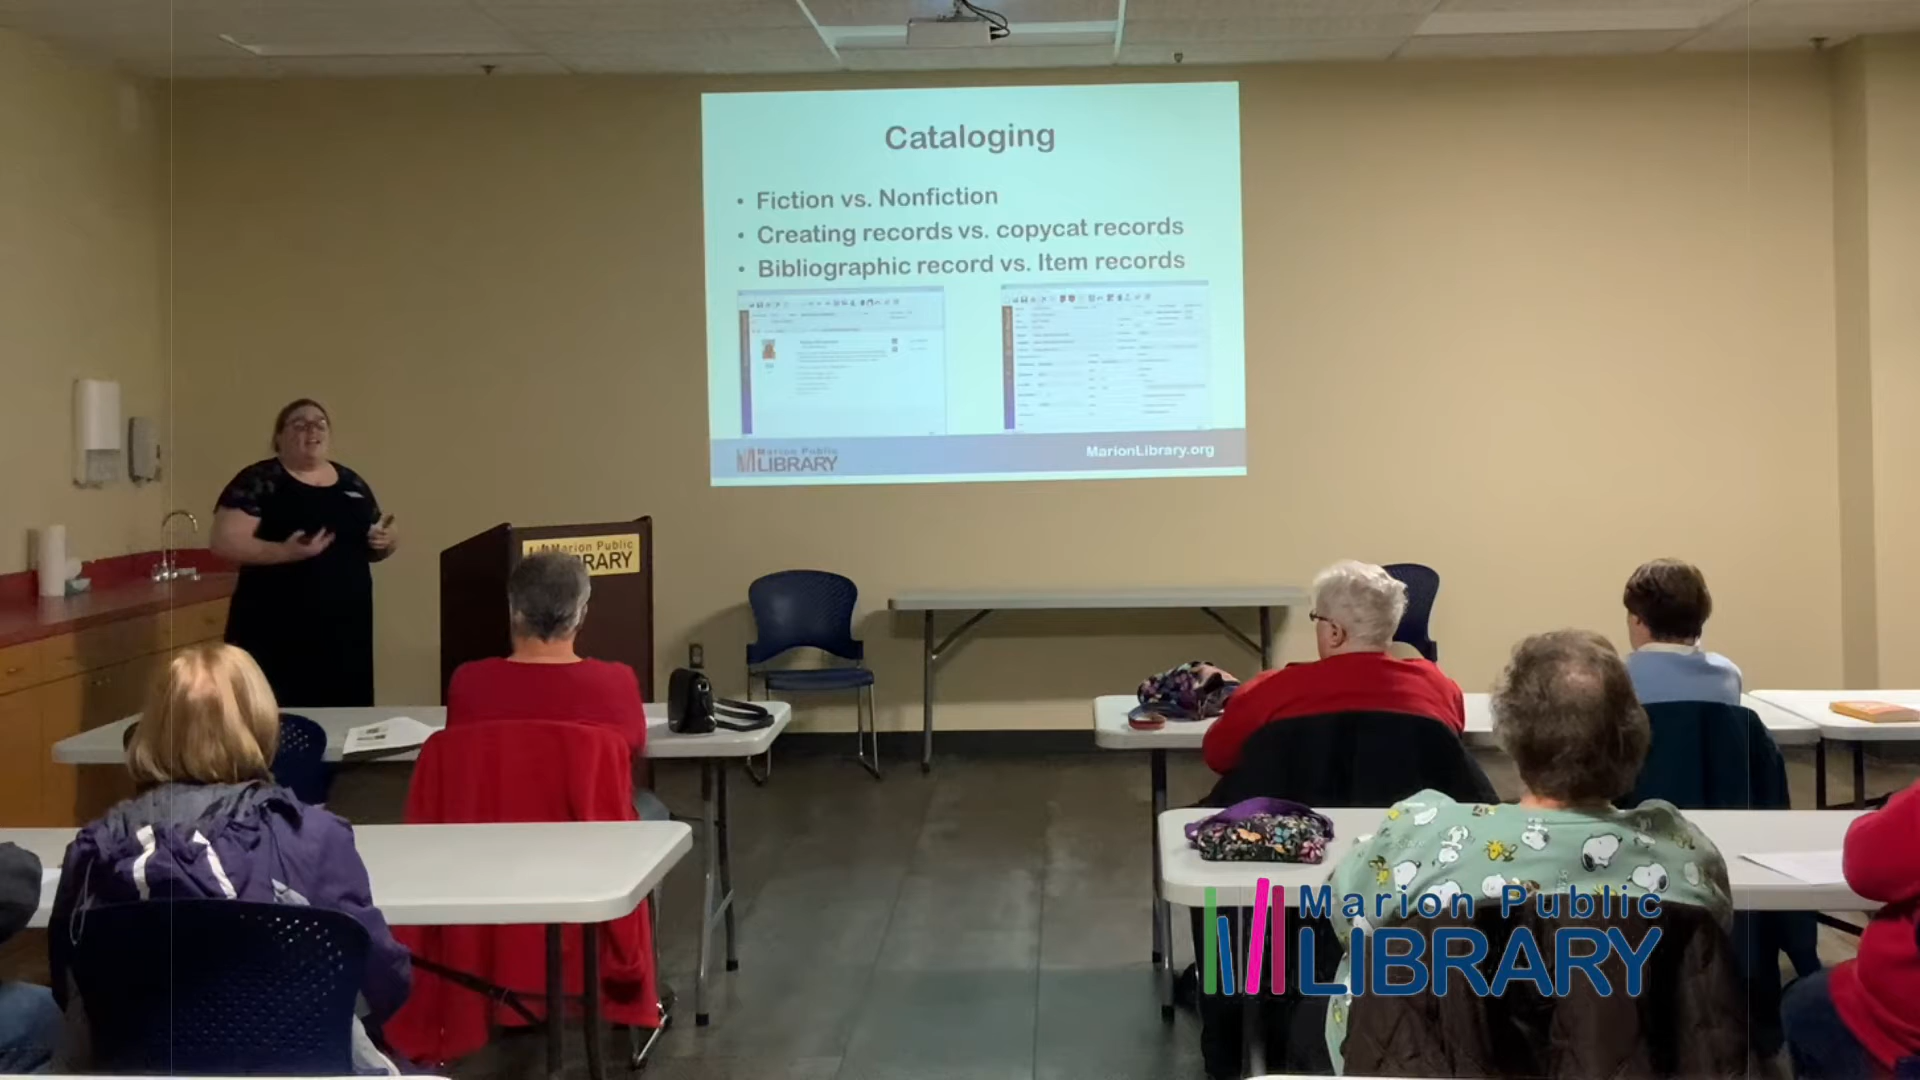 Cataloging
• Fiction vs. Nonfiction
• Creating records vs. copycat records
• Bibliographic record vs. Item records
Marion Public
LIBRARY
MarionLibrary.org
Marion Public
RARY
Marion Public
LIBRARY